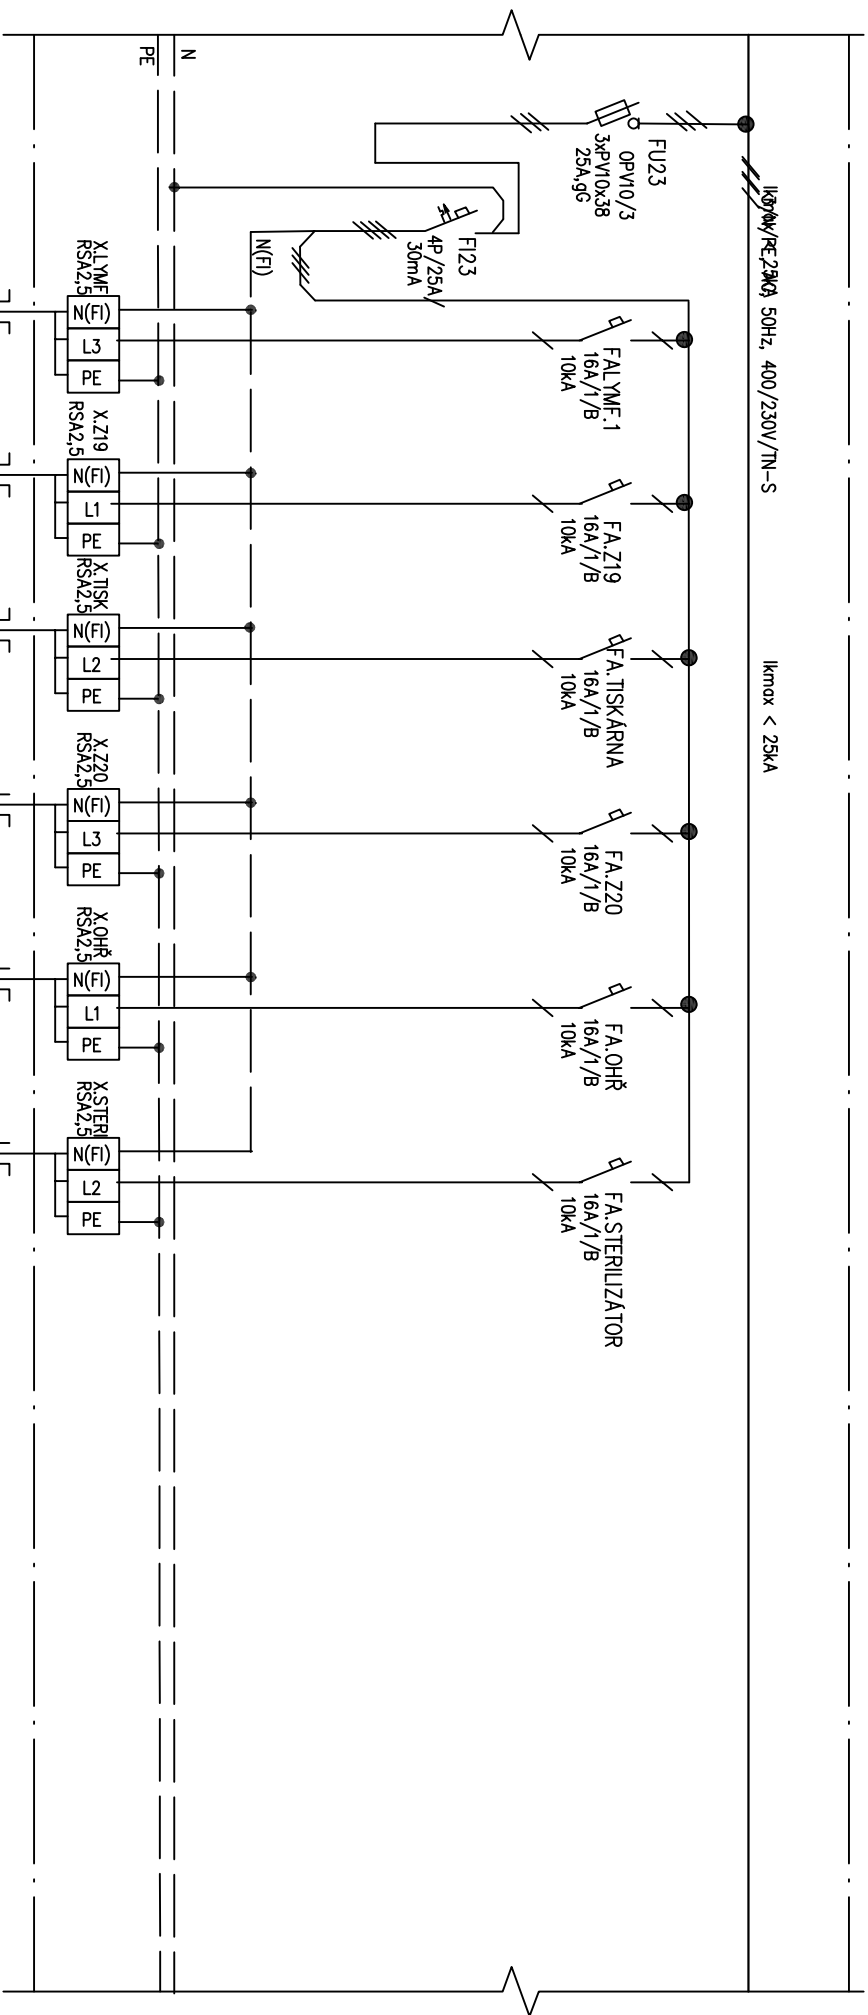 N
PE
FU23
OPV10/3
3xPV10x38
25A,gG
50Hz, 400/230V/TN-S
Ikmax < 25kA
FI23
4P/25A
30mA
N(FI)
FALYMF.1
16A/1/B
10kA
FA.Z19
16A/1/B
10kA
FA.TISKÁRNA
16A/1/B
10kA
FA.Z20
16A/1/B
10kA
FA.OHŘ
16A/1/B
10kA
FA.STERILIZÁTOR
16A/1/B
10kA
X.LYMF
RSA2,5
N(FI)
L3
PE
X.Z19
RSA2,5
N(FI)
L1
PE
X.TISK
RSA2,5
N(FI)
L2
PE
X.Z20
RSA2,5
N(FI)
L3
PE
X.OHŘ
RSA2,5
N(FI)
L1
PE
X.STERI
RSA2,5
N(FI)
L2
PE